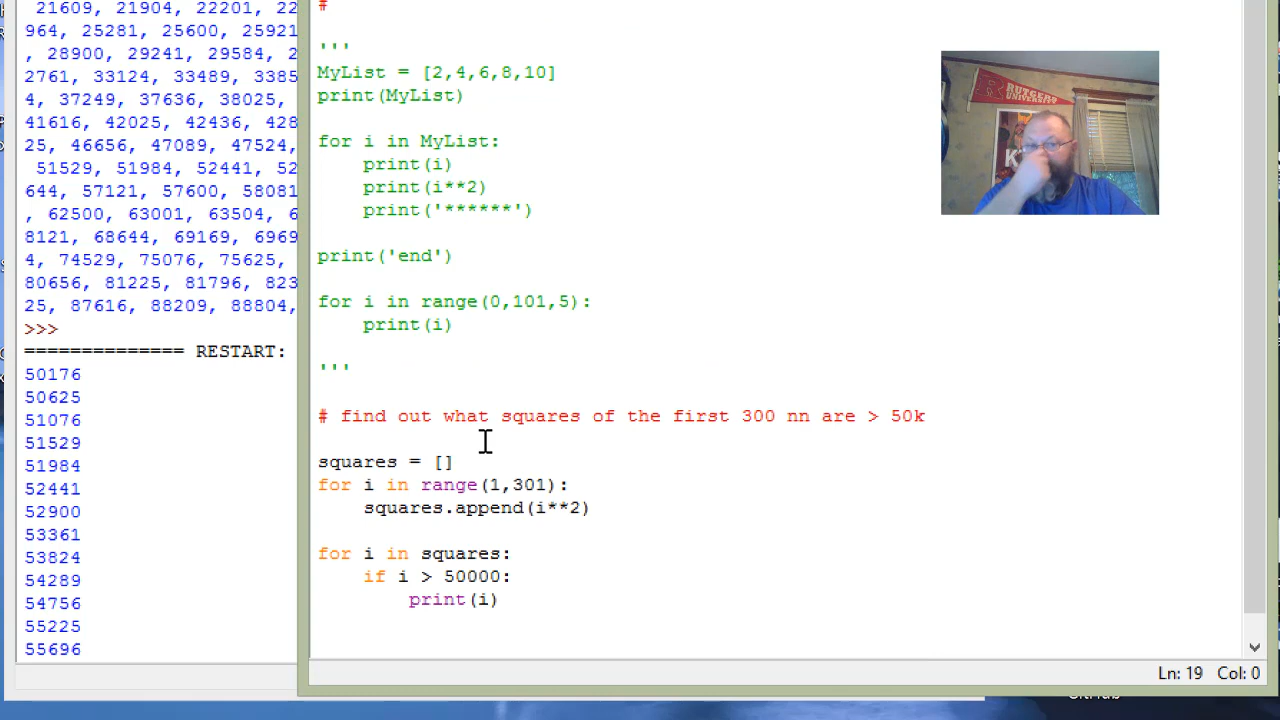 21609, 21904, 22201, 22
964, 25281, 25600, 25921
, 28900, 29241, 29584, 2
2761, 33124, 33489, 3385
4, 37249, 37636, 38025,
41616, 42025, 42436, 428
25, 46656, 47089, 47524,
51529, 51984, 52441, 52
644, 57121, 57600, 58081
, 62500, 63001, 63504, 6
8121, 68644, 69169, 6969
4, 74529, 75076, 75625,
80656, 81225, 81796, 823
25, 87616, 88209, 88804,
>>>
============== RESTART:
50176
50625
51076
51529
51984
52441
52900
53361
53824
54289
54756
55225
55696
#
'''
MyList = [2,4,6,8,10]
print(MyList)
for i in MyList:
    print(i)
    print(i**2)
    print('******')
print('end')
for i in range(0,101,5):
    print(i)
'''
# find out what squares of the first 300 nn are > 50k
squares = []
for i in range(1,301):
    squares.append(i**2)
for i in squares:
    if i > 50000:
        print(i)
Ln: 19 Col: 0
RUTGERS
UNIVERSITY